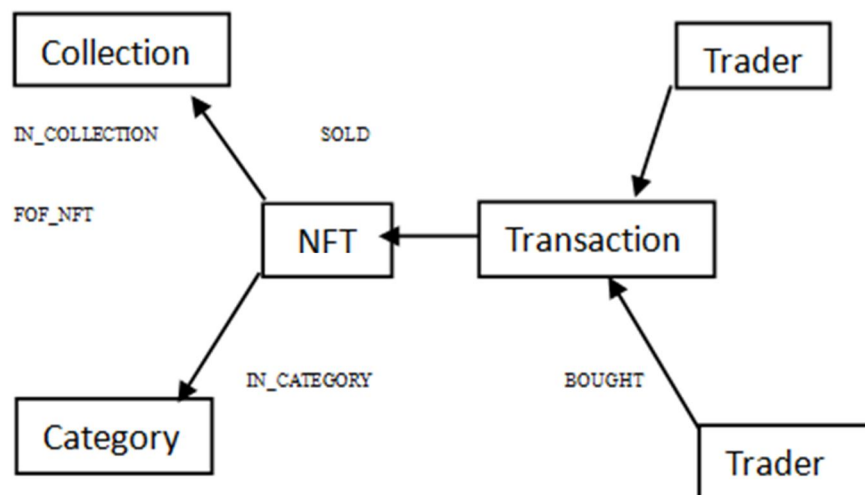 Collection
Trader
IN_COLLECTION
SOLD
FOF_NFT
NFT
Transaction
IN_CATEGORY
BOUGHT
Category
Trader